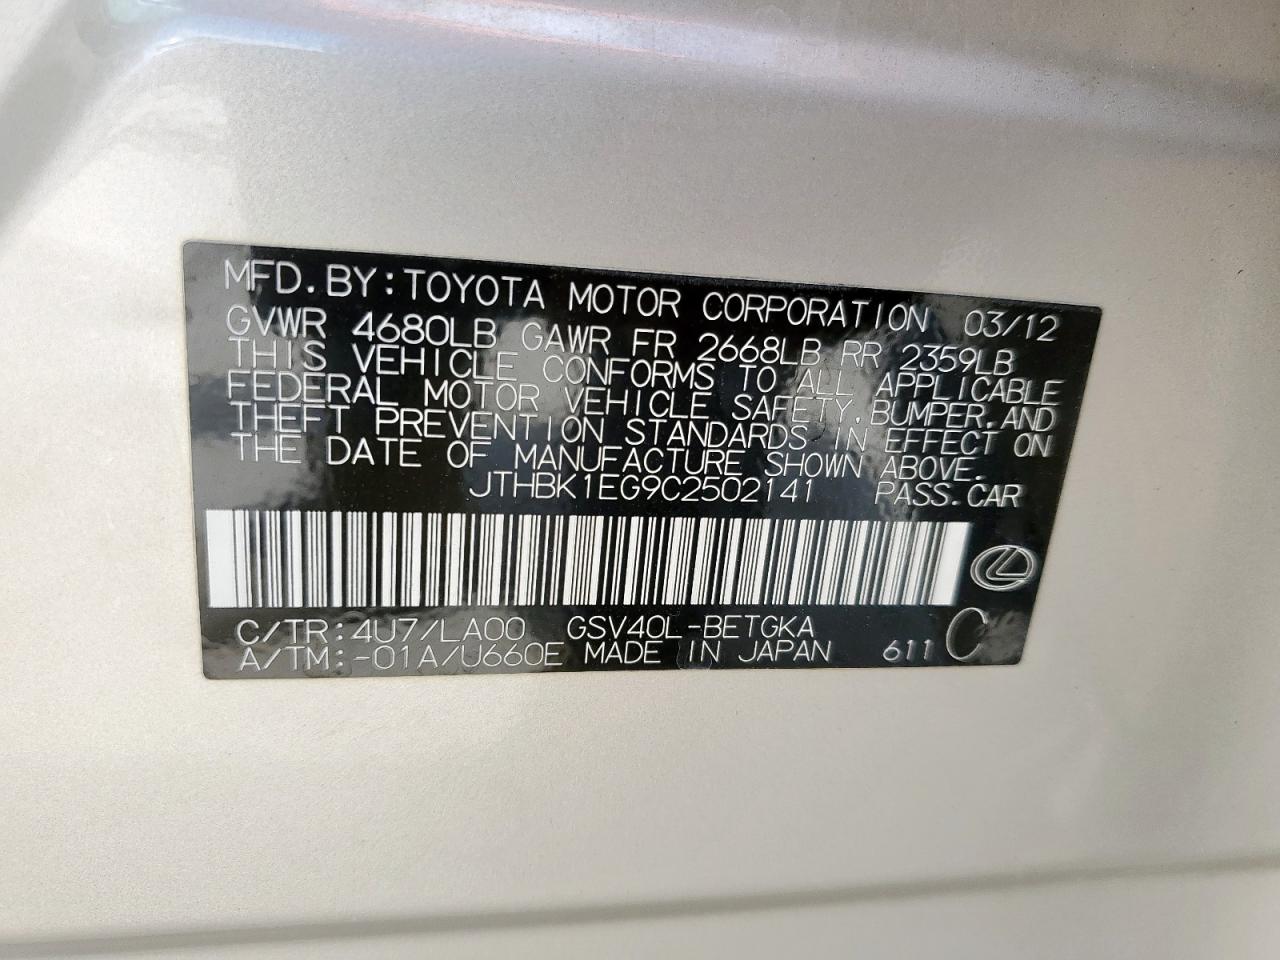 MFD. BY: TOYOTA MOTOR CORPORATION 03/12
GVWR 4680LB GAWR FR 2668LB RR 2359LB
THIS VEHICLE CONFORMS TO ALL APPLICABLE
FEDERAL MOTOR VEHICLE SAFETY, BUMPER, AND
THEFT PREVENTION STANDARDS IN EFFECT ON
THE DATE OF MANUFACTURE SHOWN ABOVE.
JTHBK1EG9C2502141 PASS. CAR
C/TR: 4U7/LA00 GSV40L-BETGKA
A/TM: -01A/U660E MADE IN JAPAN 611 C